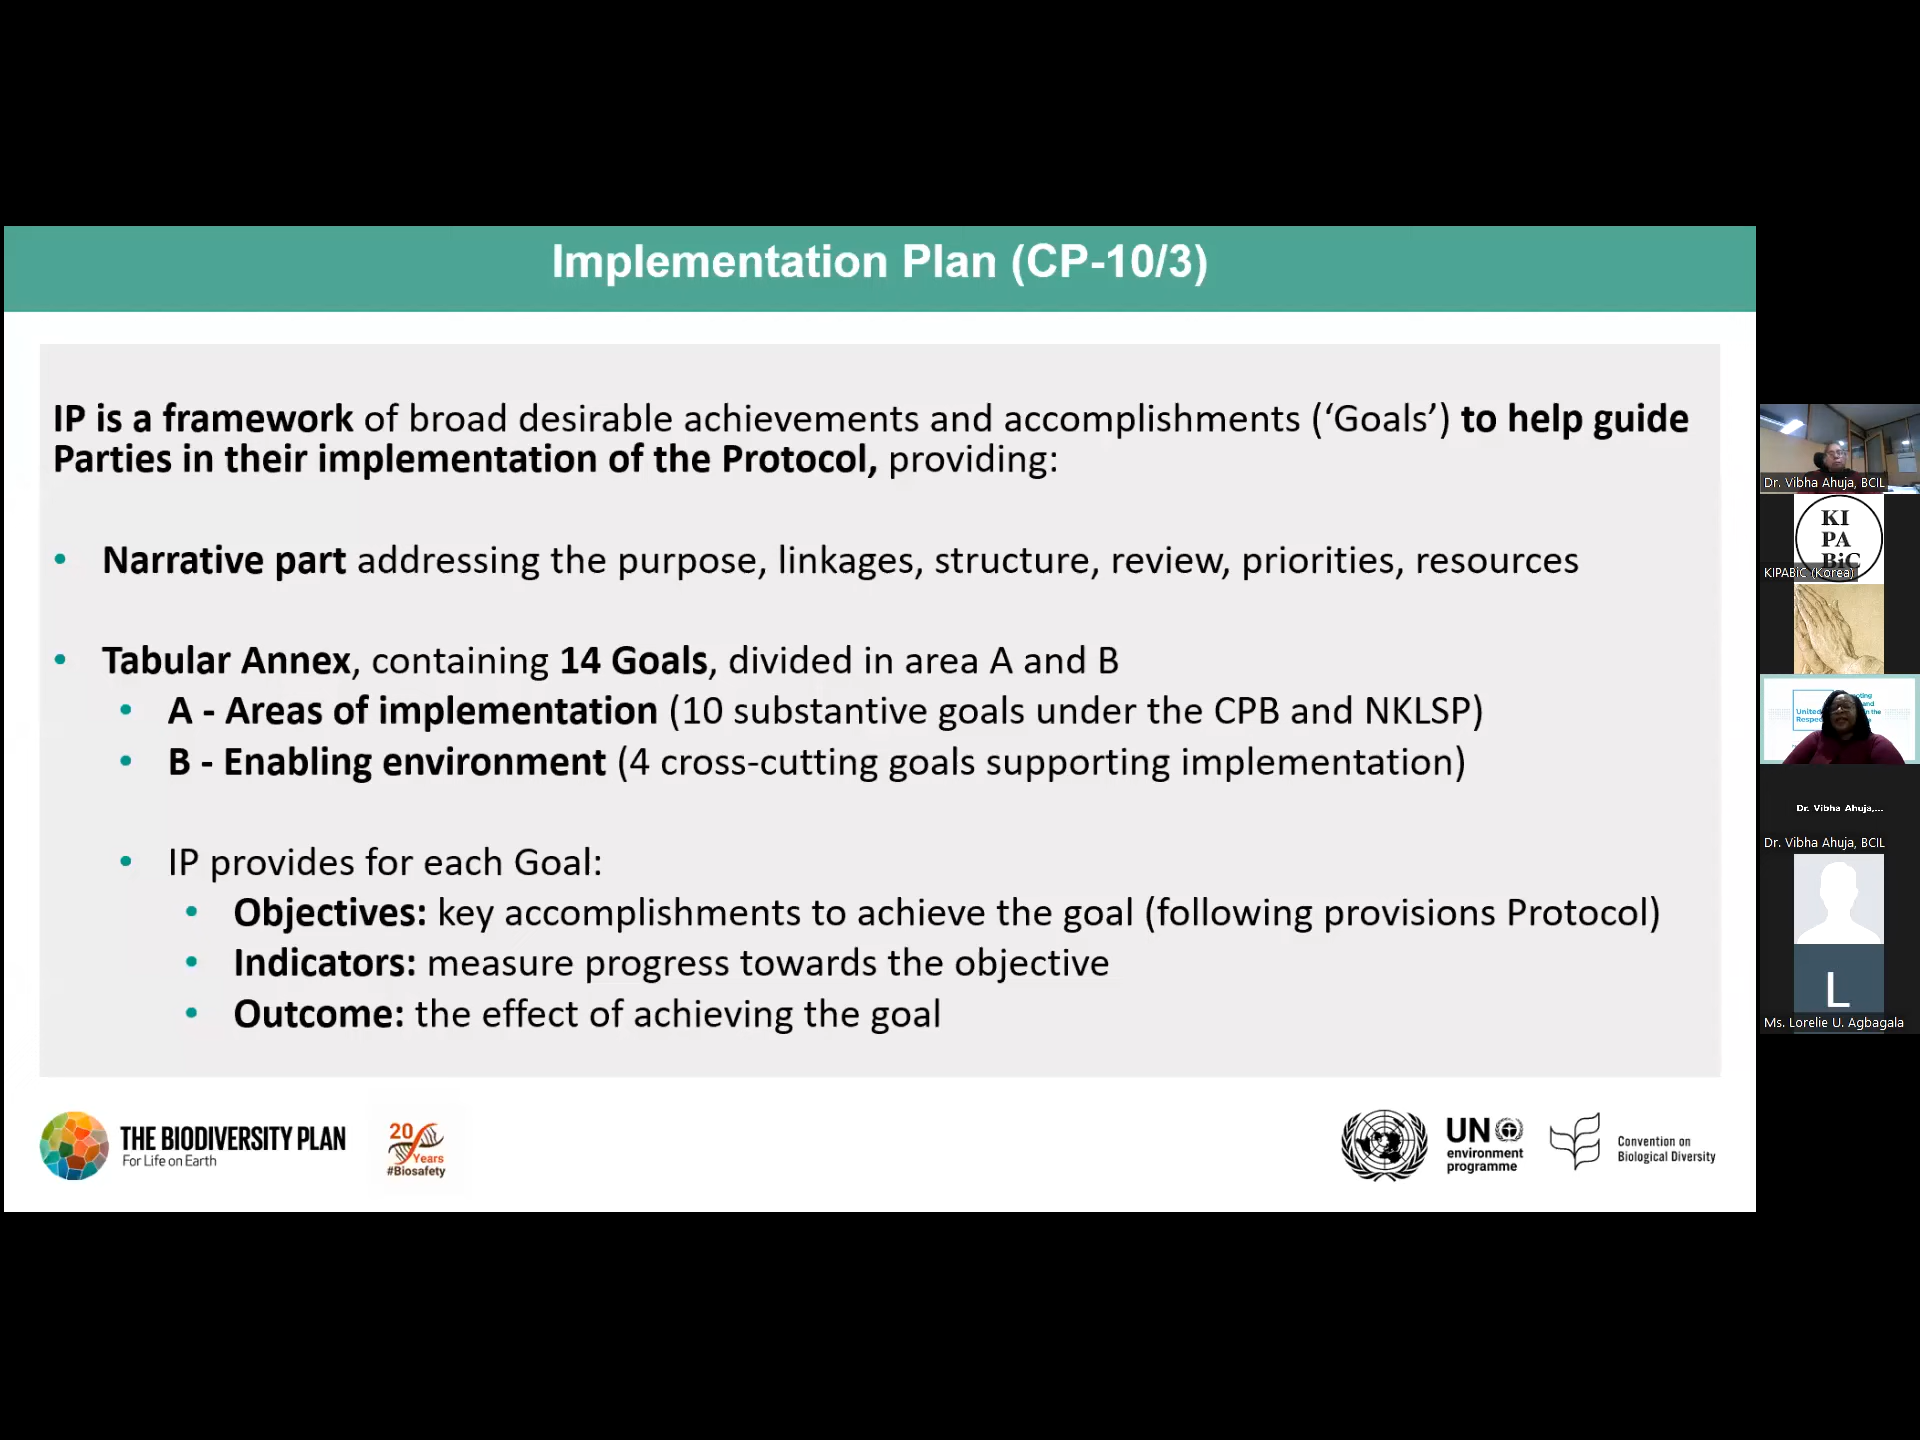 Implementation Plan (CP-10/3)
IP is a framework of broad desirable achievements and accomplishments (‘Goals’) to help guide
Parties in their implementation of the Protocol, providing:
• Narrative part addressing the purpose, linkages, structure, review, priorities, resources
• Tabular Annex, containing 14 Goals, divided in area A and B
• A - Areas of implementation (10 substantive goals under the CPB and NKLSP)
• B - Enabling environment (4 cross-cutting goals supporting implementation)
• IP provides for each Goal:
• Objectives: key accomplishments to achieve the goal (following provisions Protocol)
• Indicators: measure progress towards the objective
• Outcome: the effect of achieving the goal
THE BIODIVERSITY PLAN
For Life on Earth
20
Years
#Biosafety
UN
environment
programme
Convention on
Biological Diversity
Dr. Vibha Ahuja, BCIL
KI
PA
BiC
KIPABiC (Korea)
United
Dr. Vibha Ahuja,...
Dr. Vibha Ahuja, BCIL
L
Ms. Lorelie U. Agbagala